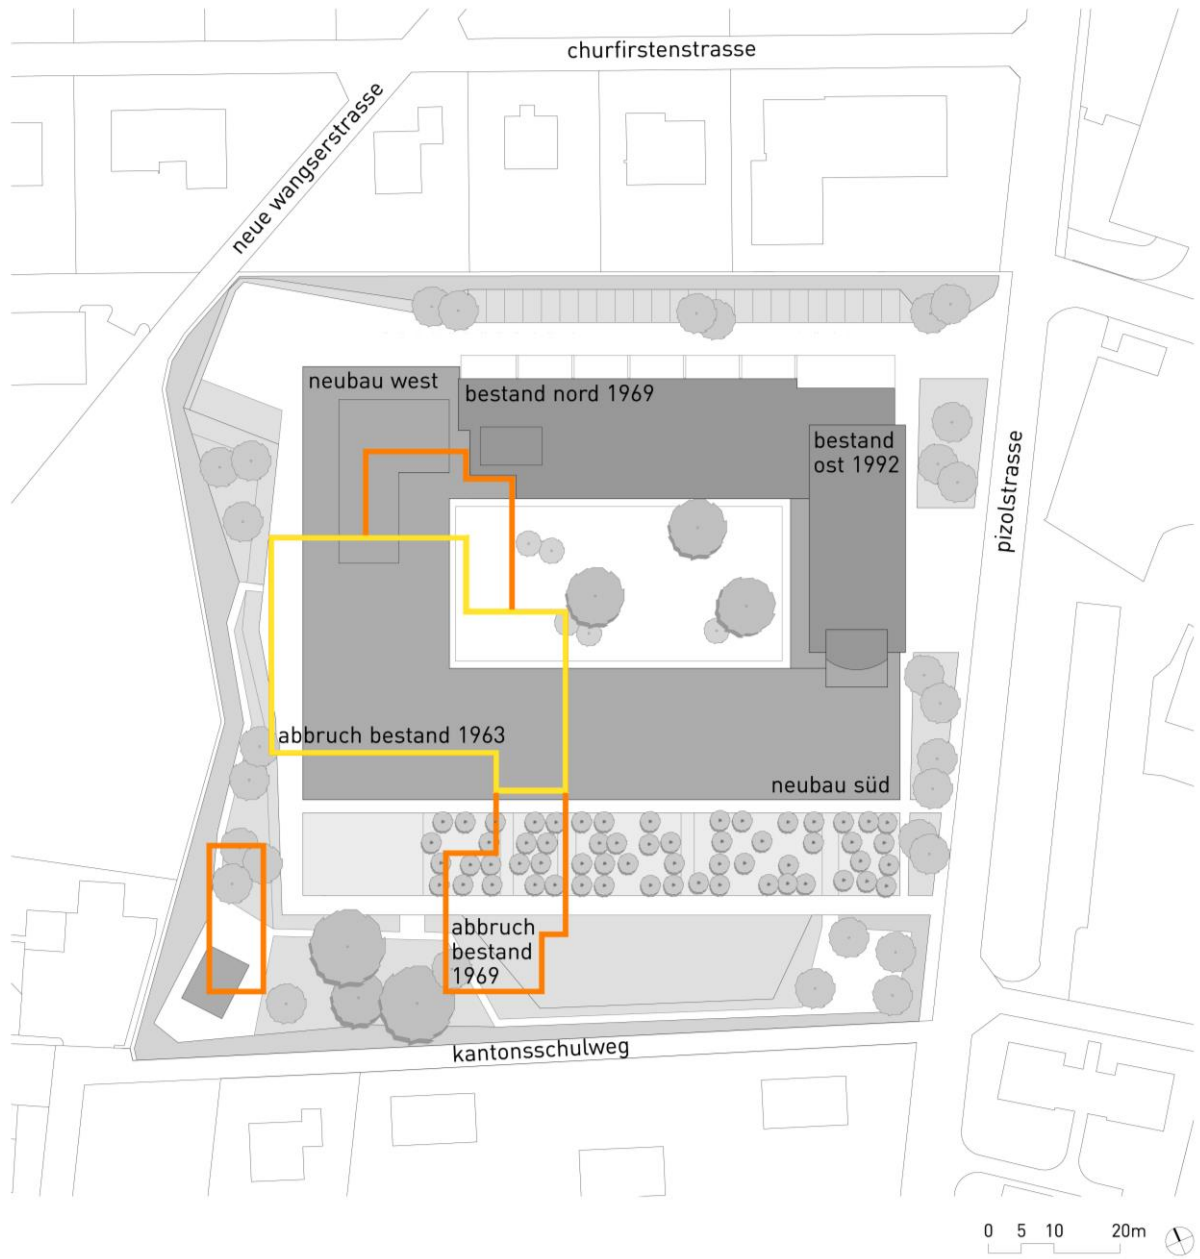 churfirstenstrasse
neue wangserstrasse
neubau west
bestand nord 1969
bestand
ost 1992
pizolstrasse
abbruch bestand 1963
neubau süd
abbruch
bestand
1969
kantonsschulweg
0 5 10 20m